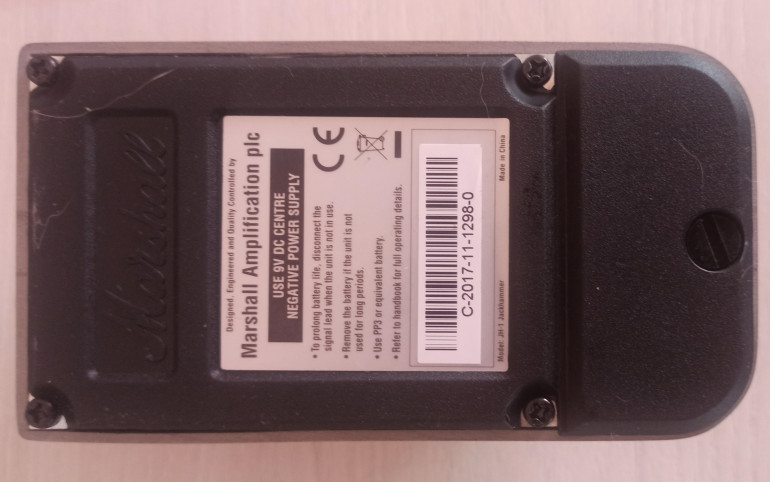 Marshall
Designed, Engineered and Quality Controlled by
Marshall Amplification plc
USE 9V DC CENTRE
NEGATIVE POWER SUPPLY
• To prolong battery life, disconnect the
signal lead when the unit is not in use.
• Remove the battery if the unit is not
used for long periods.
• Use PP3 or equivalent battery.
• Refer to handbook for full operating details.
CE
C-2017-11-1298-0
Model: JH-1 Jackhammer
Made in China